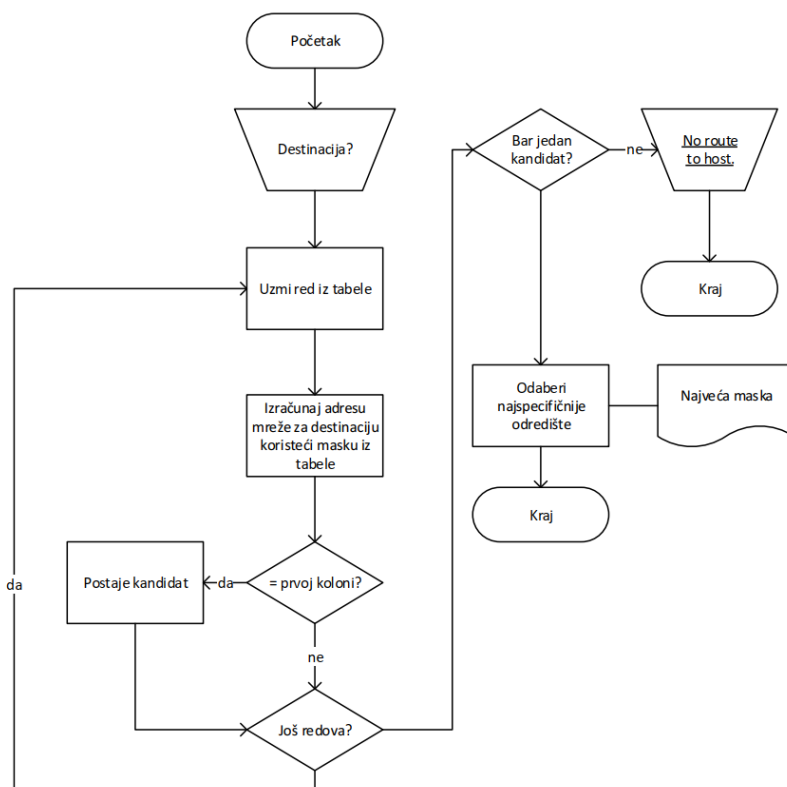 Početak
Destinacija?
Uzmi red iz tabele
Izračunaj adresu
mreže za destinaciju
koristeći masku iz
tabele
= prvoj koloni?
da
Postaje kandidat
ne
Još redova?
da
Bar jedan
kandidat?
ne
No route
to host.
Kraj
Odaberi
najspecifičnije
odredište
Najveća maska
Kraj